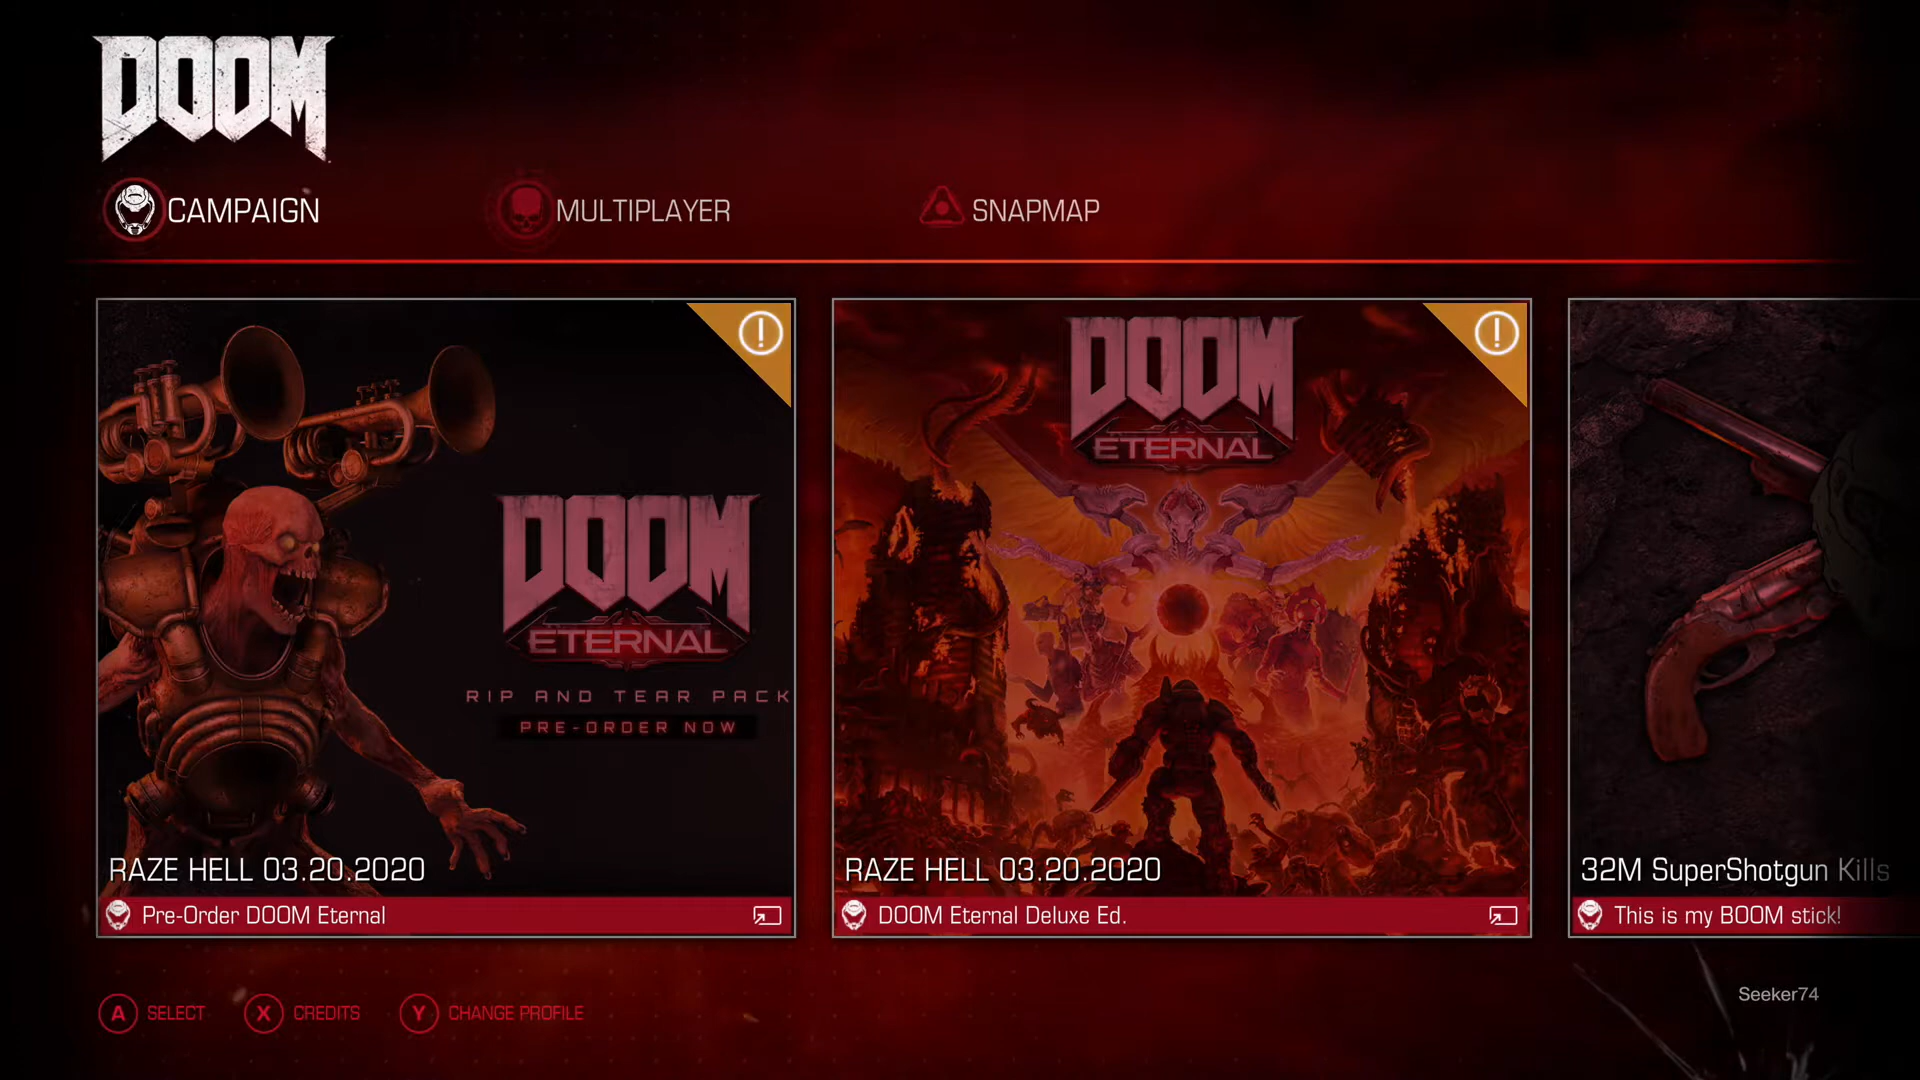 DOOM
CAMPAIGN
MULTIPLAYER
SNAPMAP
DOOM
ETERNAL
RIP AND TEAR PACK
PRE-ORDER NOW
RAZE HELL 03.20.2020
Pre-Order DOOM Eternal
DOOM
ETERNAL
RAZE HELL 03.20.2020
DOOM Eternal Deluxe Ed.
32M SuperShotgun Kills
This is my BOOM stick!
A SELECT
X CREDITS
Y CHANGE PROFILE
Seeker74